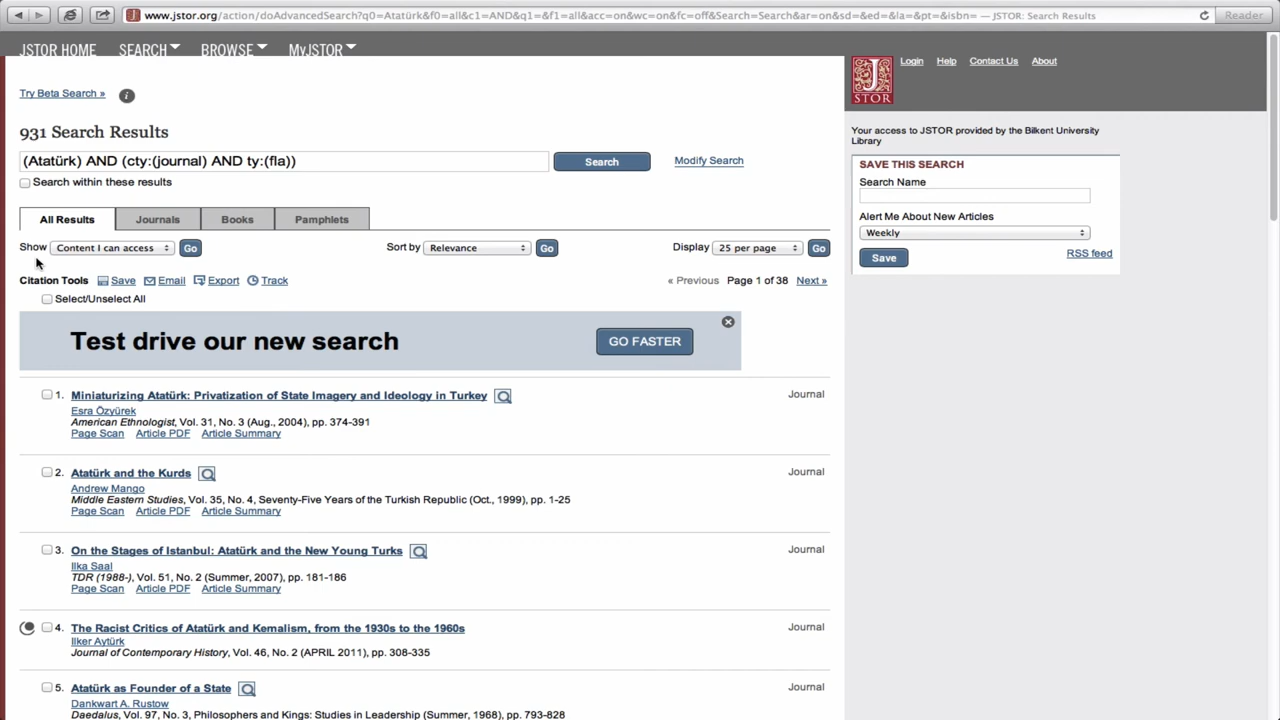 www.jstor.org/action/doAdvancedSearch?q0=Atatürk&f0=all&c1=AND&q1=&f1=all&acc=on&wc=on&fc=off&Search=Search&ar=on&sd=&ed=&la=&pt=&isbn= — JSTOR: Search Results
Reader
JSTOR HOME SEARCH BROWSE MyJSTOR
JSTOR
Login Help Contact Us About
Try Beta Search »
i
931 Search Results
(Atatürk) AND (cty:(journal) AND ty:(fla))
Search
Modify Search
Search within these results
All Results Journals Books Pamphlets
Show Content I can access Go
Sort by Relevance Go
Display 25 per page Go
Citation Tools Save Email Export Track
« Previous Page 1 of 38 Next »
Select/Unselect All
Test drive our new search
GO FASTER
1. Miniaturizing Atatürk: Privatization of State Imagery and Ideology in Turkey
Journal
Esra Özyürek
American Ethnologist, Vol. 31, No. 3 (Aug., 2004), pp. 374-391
Page Scan Article PDF Article Summary
2. Atatürk and the Kurds
Journal
Andrew Mango
Middle Eastern Studies, Vol. 35, No. 4, Seventy-Five Years of the Turkish Republic (Oct., 1999), pp. 1-25
Page Scan Article PDF Article Summary
3. On the Stages of Istanbul: Atatürk and the New Young Turks
Journal
Ilka Saal
TDR (1988-), Vol. 51, No. 2 (Summer, 2007), pp. 181-186
Page Scan Article PDF Article Summary
4. The Racist Critics of Atatürk and Kemalism, from the 1930s to the 1960s
Journal
Ilker Aytürk
Journal of Contemporary History, Vol. 46, No. 2 (APRIL 2011), pp. 308-335
5. Atatürk as Founder of a State
Journal
Dankwart A. Rustow
Daedalus, Vol. 97, No. 3, Philosophers and Kings: Studies in Leadership (Summer, 1968), pp. 793-828
Your access to JSTOR provided by the Bilkent University
Library
SAVE THIS SEARCH
Search Name
Alert Me About New Articles
Weekly
Save
RSS feed